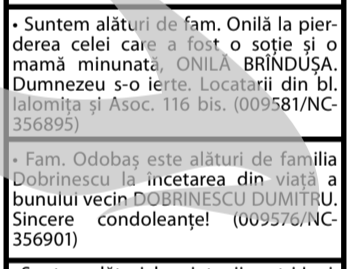 • Suntem alături de fam. Onilă la pier-
derea celei care a fost o soție și o
mamă minunată, ONILĂ BRÎNDUȘA.
Dumnezeu s-o ierte. Locatarii din bl.
Ialomița și Asoc. 116 bis. (009581/NC-
356895)
• Fam. Odobaș este alături de familia
Dobrinescu la încetarea din viață a
bunului vecin DOBRINESCU DUMITRU.
Sincere condoleanțe! (009576/NC-
356901)